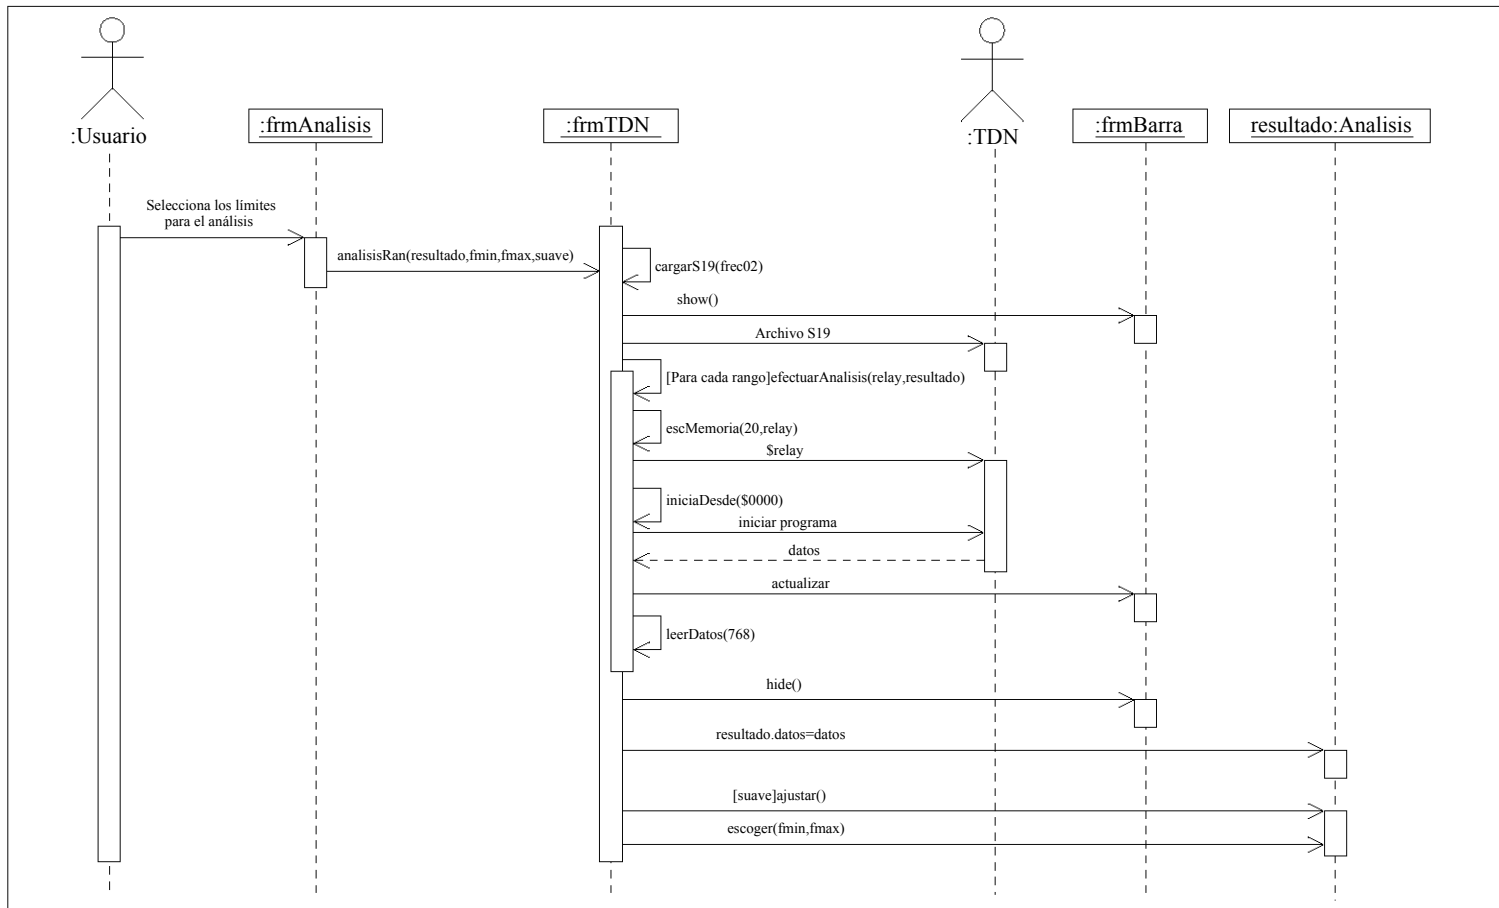 :Usuario
:frmAnalisis
:frmTDN
:TDN
:frmBarra
resultado:Analisis
Selecciona los límites
para el análisis
analisisRan(resultado,fmin,fmax,suave)
cargarS19(frec02)
show()
Archivo S19
[Para cada rango]efectuarAnalisis(relay,resultado)
escMemoria(20,relay)
$relay
iniciaDesde($0000)
iniciar programa
datos
actualizar
leerDatos(768)
hide()
resultado.datos=datos
[suave]ajustar()
escoger(fmin,fmax)